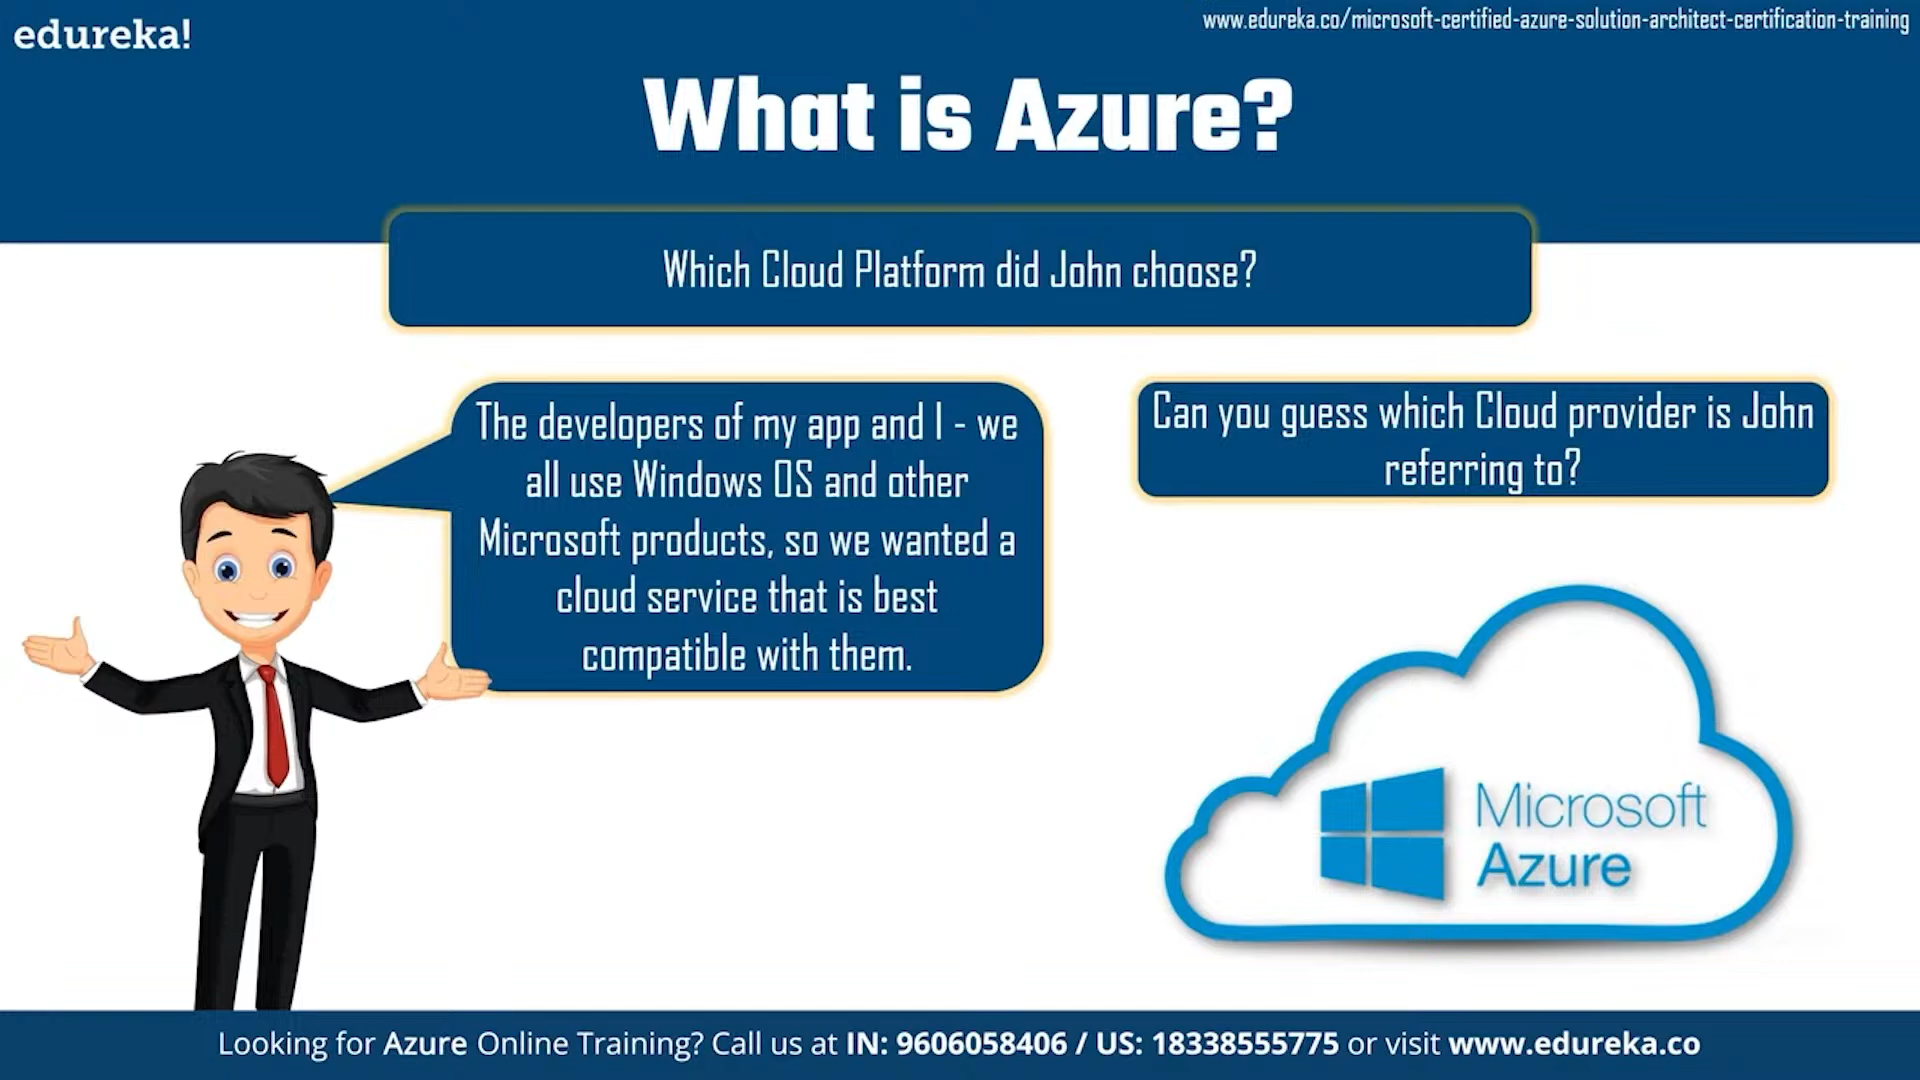 edureka!
www.edureka.co/microsoft-certified-azure-solution-architect-certification-training
What is Azure?
Which Cloud Platform did John choose?
The developers of my app and I - we
all use Windows OS and other
Microsoft products, so we wanted a
cloud service that is best
compatible with them.
Can you guess which Cloud provider is John
referring to?
Microsoft
Azure
Looking for Azure Online Training? Call us at IN: 9606058406 / US: 18338555775 or visit www.edureka.co